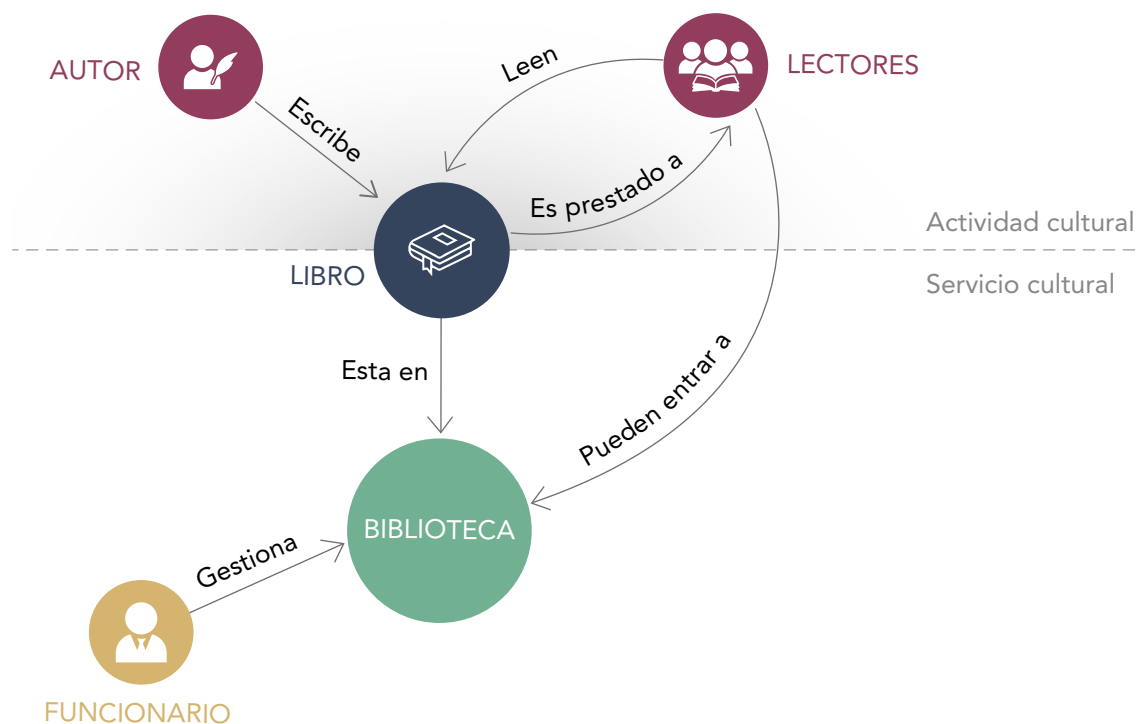 AUTOR
LECTORES
Leen
Escribe
Es prestado a
Actividad cultural
LIBRO
Servicio cultural
Esta en
Pueden entrar a
BIBLIOTECA
Gestiona
FUNCIONARIO